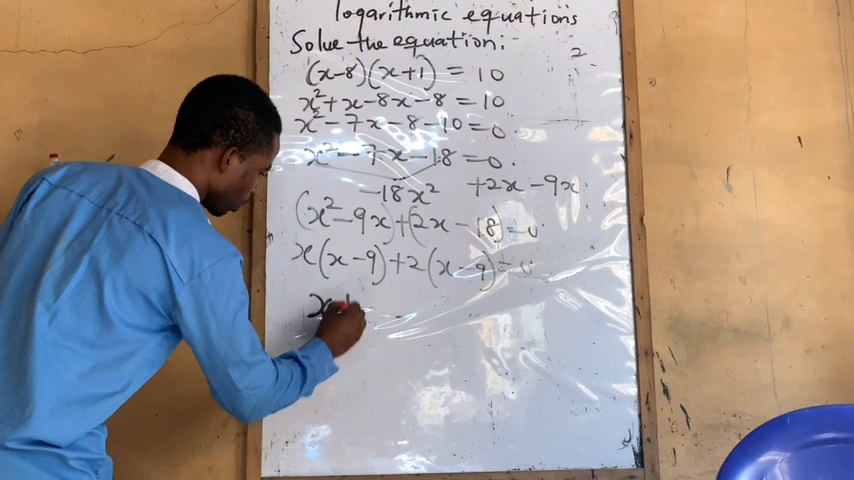 logarithmic equations
Solve the equation:-
2
(x-8)(x+1) = 10
x²+x-8x-8=10
x²-7x-8-10=0
x²-7x-18=0.
-18x² +2x-9x
(x²-9x)+(2x-18)=0.
x(x-9)+2(x-9)=0
x+